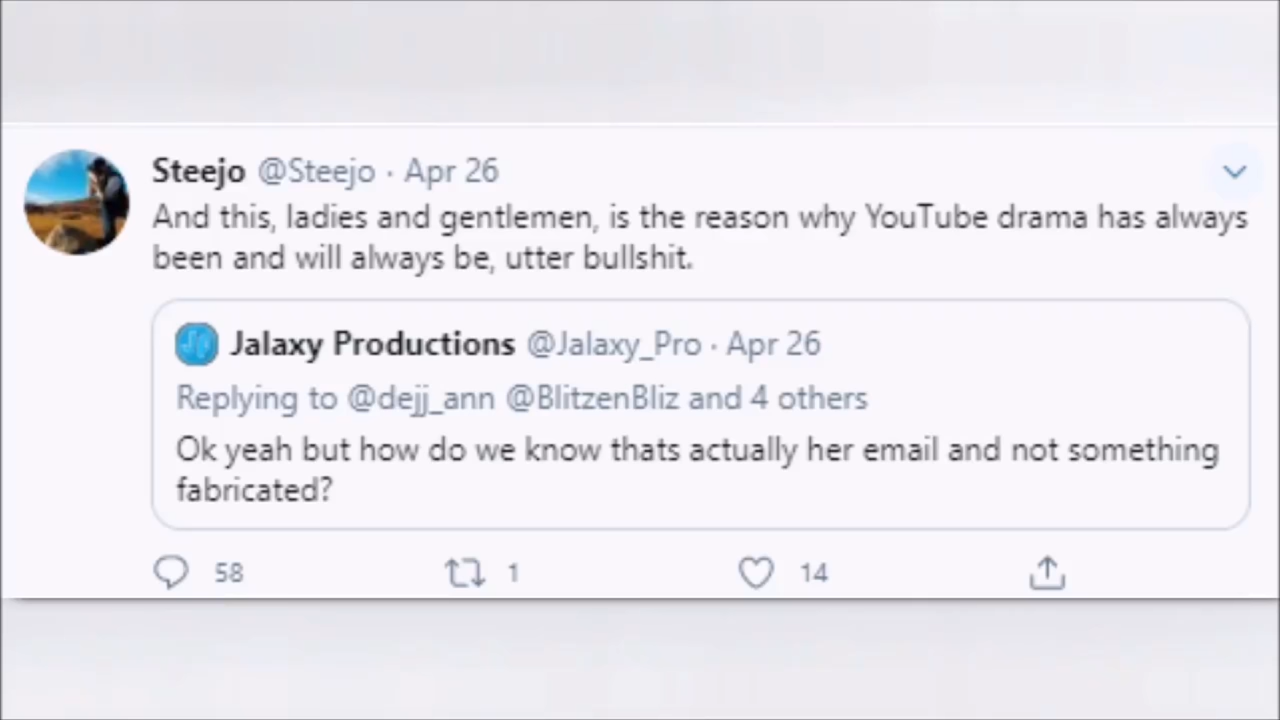 Steejo @Steejo · Apr 26
And this, ladies and gentlemen, is the reason why YouTube drama has always
been and will always be, utter bullshit.
Jalaxy Productions @Jalaxy_Pro · Apr 26
Replying to @dejj_ann @BlitzenBliz and 4 others
Ok yeah but how do we know thats actually her email and not something
fabricated?
58 1 14